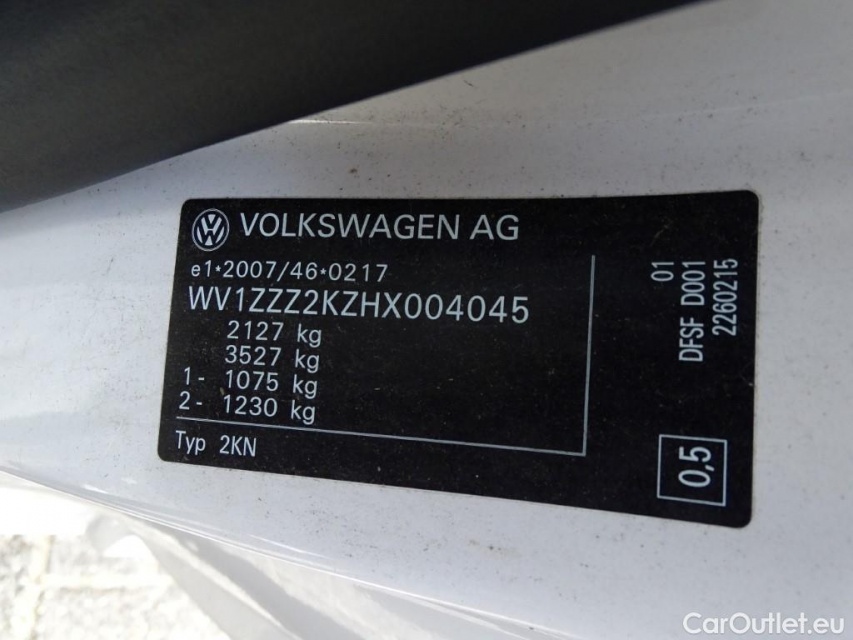 VOLKSWAGEN AG
e1*2007/46*0217
WV1ZZZ2KZHX004045
2127 kg
3527 kg
1- 1075 kg
2- 1230 kg
Typ 2KN
01
DFSF D001
2260215
0,5
CarOutlet.eu